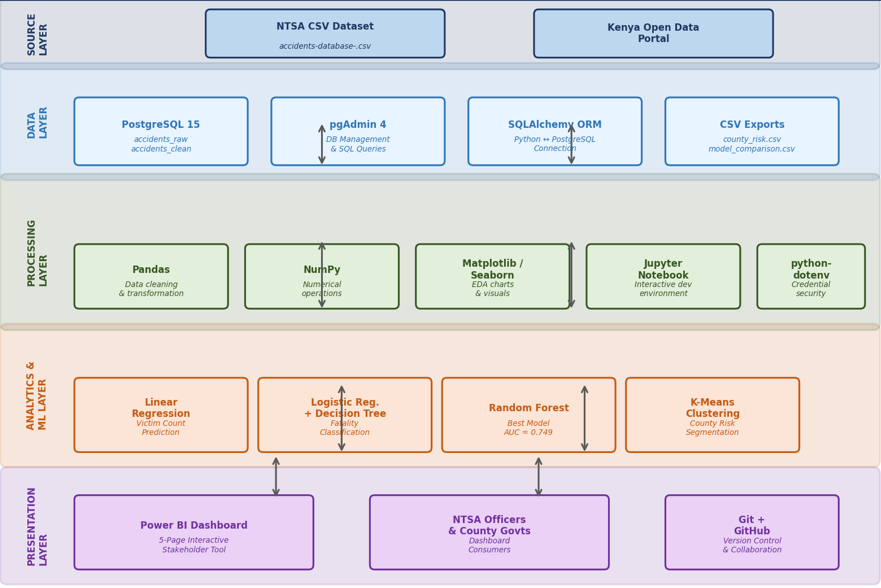 SOURCE
LAYER
NTSA CSV Dataset
accidents-database-.csv
Kenya Open Data
Portal
DATA
LAYER
PostgreSQL 15
accidents_raw
accidents_clean
pgAdmin 4
DB Management
& SQL Queries
SQLAlchemy ORM
Python ↔ PostgreSQL
Connection
CSV Exports
county_risk.csv
model_comparison.csv
PROCESSING
LAYER
Pandas
Data cleaning
& transformation
NumPy
Numerical
operations
Matplotlib /
Seaborn
EDA charts
& visuals
Jupyter
Notebook
Interactive dev
environment
python-
dotenv
Credential
security
ANALYTICS &
ML LAYER
Linear
Regression
Victim Count
Prediction
Logistic Reg.
+ Decision Tree
Fatality
Classification
Random Forest
Best Model
AUC = 0.749
K-Means
Clustering
County Risk
Segmentation
PRESENTATION
LAYER
Power BI Dashboard
5-Page Interactive
Stakeholder Tool
NTSA Officers
& County Govts
Dashboard
Consumers
Git +
GitHub
Version Control
& Collaboration